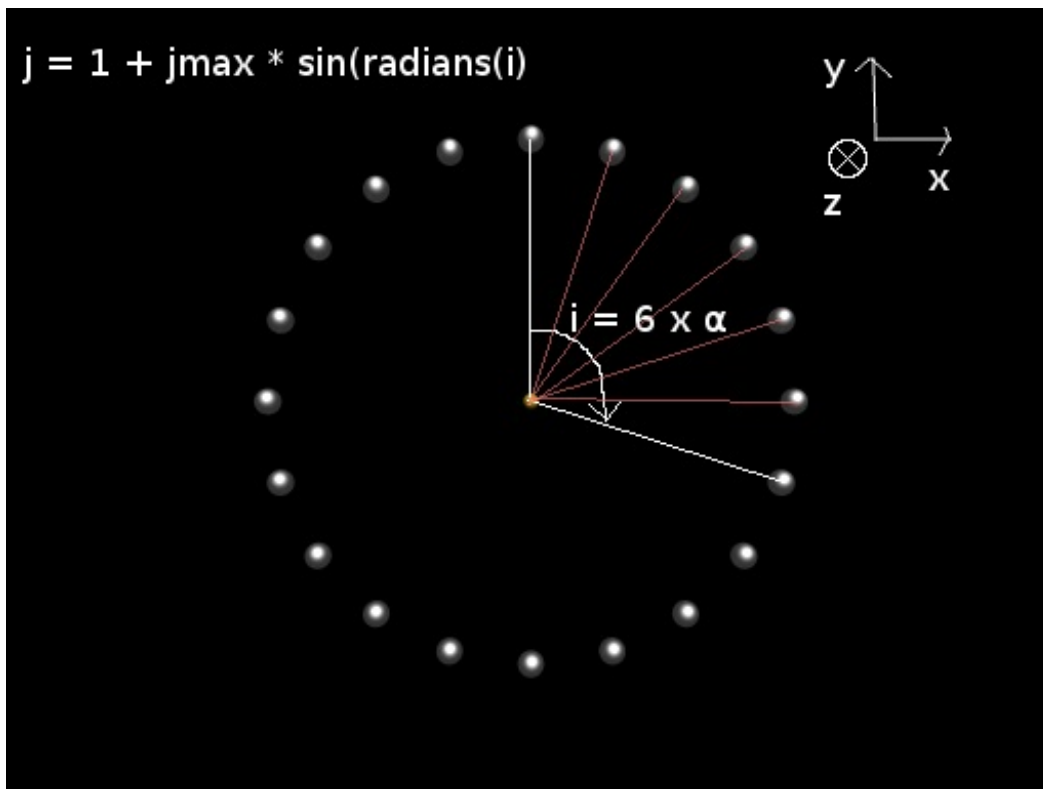 j = 1 + jmax * sin(radians(i)
y
x
z
i = 6 x α